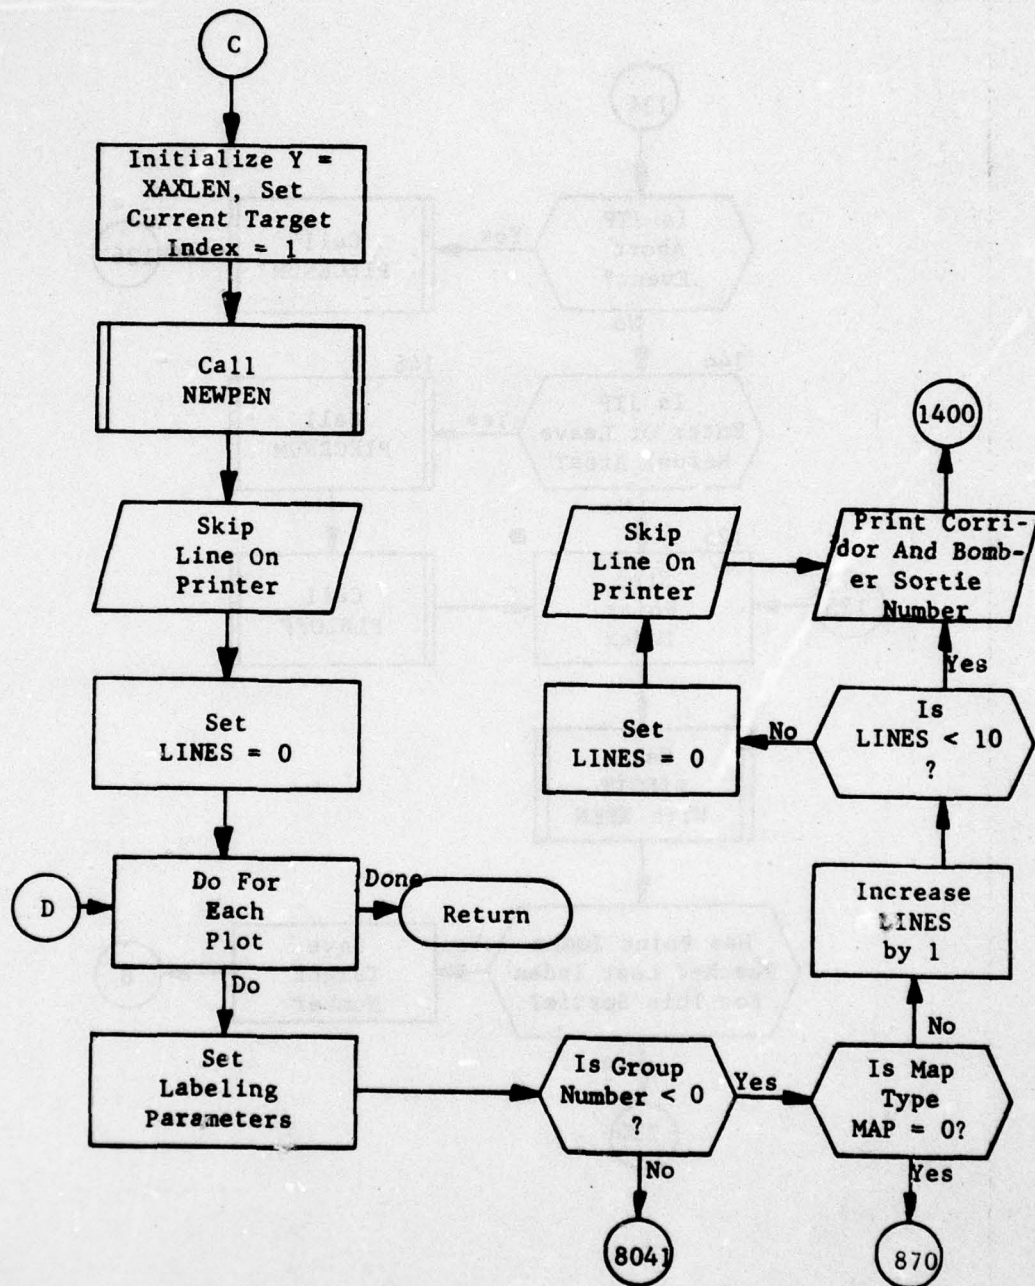 C
Initialize Y =
XAXLEN, Set
Current Target
Index = 1
Call
NEWPEN
Skip
Line On
Printer
Set
LINES = 0
D
Do For
Each
Plot
Done
Return
Do
Set
Labeling
Parameters
Is Group
Number < 0
?
Yes
No
8041
Is Map
Type
MAP = 0?
Yes
870
No
Increase
LINES
by 1
Is
LINES < 10
?
No
Set
LINES = 0
Skip
Line On
Printer
Yes
Print Corri-
dor And Bomb-
er Sortie
Number
1400